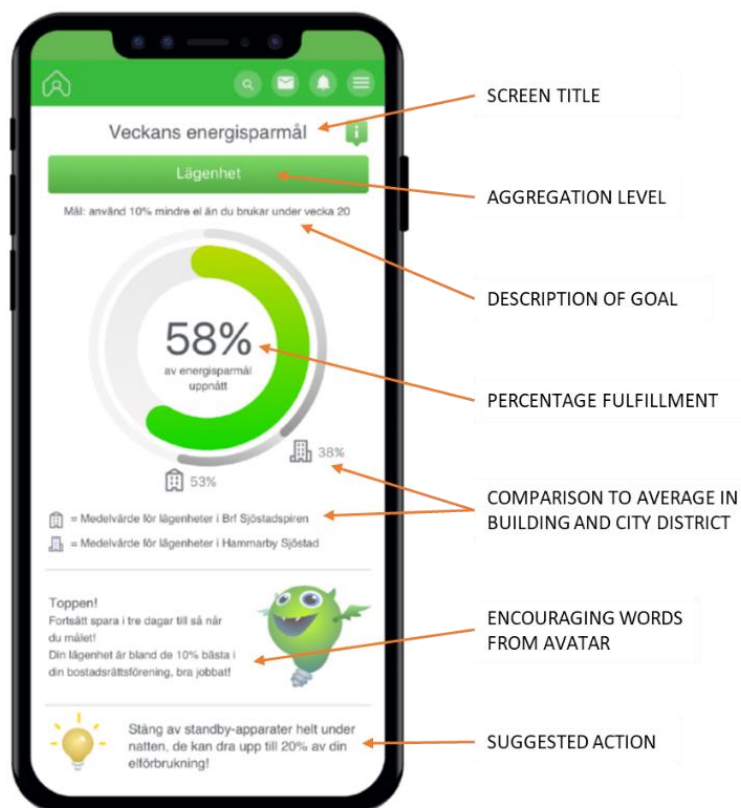 Veckans energisparmål
i
Lägenhet
Mål: använd 10% mindre el än du brukar under vecka 20
58%
av energisparmål
uppnått
38%
53%
= Medelvärde för lägenheter i Brf Sjöstadspiren
= Medelvärde för lägenheter i Hammarby Sjöstad
Toppen!
Fortsätt spara i tre dagar till så når
du målet!
Din lägenhet är bland de 10% bästa i
din bostadsrättsförening, bra jobbat!
Stäng av standby-apparater helt under
natten, de kan dra upp till 20% av din
elförbrukning!
SCREEN TITLE
AGGREGATION LEVEL
DESCRIPTION OF GOAL
PERCENTAGE FULFILLMENT
COMPARISON TO AVERAGE IN
BUILDING AND CITY DISTRICT
ENCOURAGING WORDS
FROM AVATAR
SUGGESTED ACTION